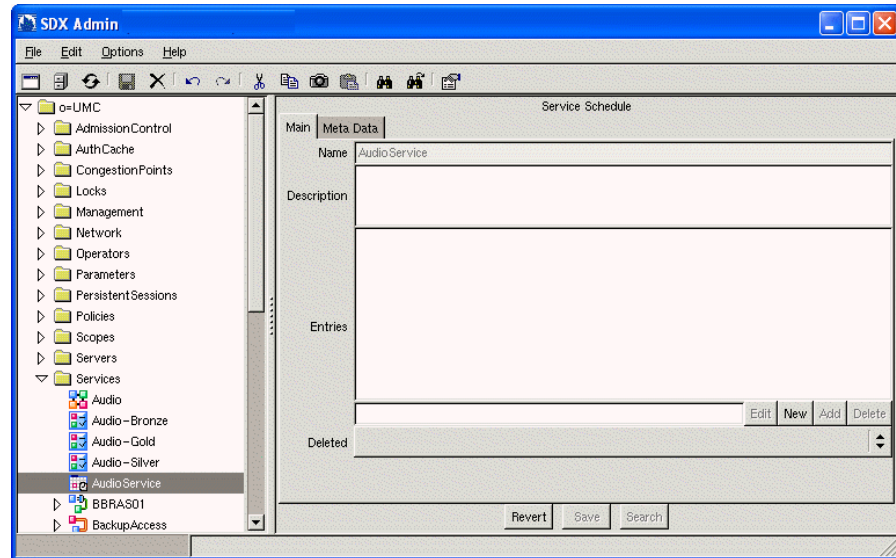 SDX Admin
File Edit Options Help
o=UMC
AdmissionControl
AuthCache
CongestionPoints
Locks
Management
Network
Operators
Parameters
PersistentSessions
Policies
Scopes
Servers
Services
Audio
Audio-Bronze
Audio-Gold
Audio-Silver
AudioService
BBRAS01
BackupAccess
Service Schedule
Main Meta Data
Name AudioService
Description
Entries
Edit New Add Delete
Deleted
Revert Save Search